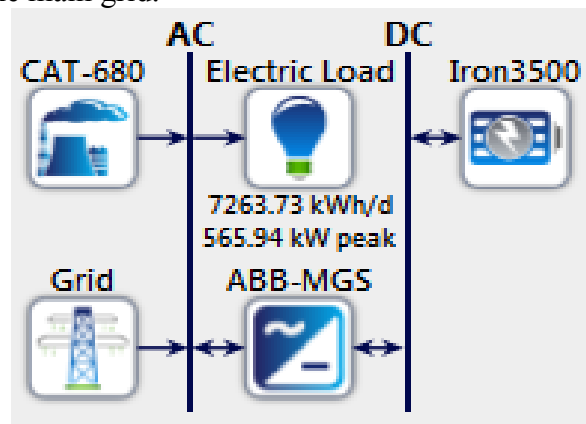 AC DC
CAT-680 Electric Load Iron3500
7263.73 kWh/d
565.94 kW peak
Grid ABB-MGS